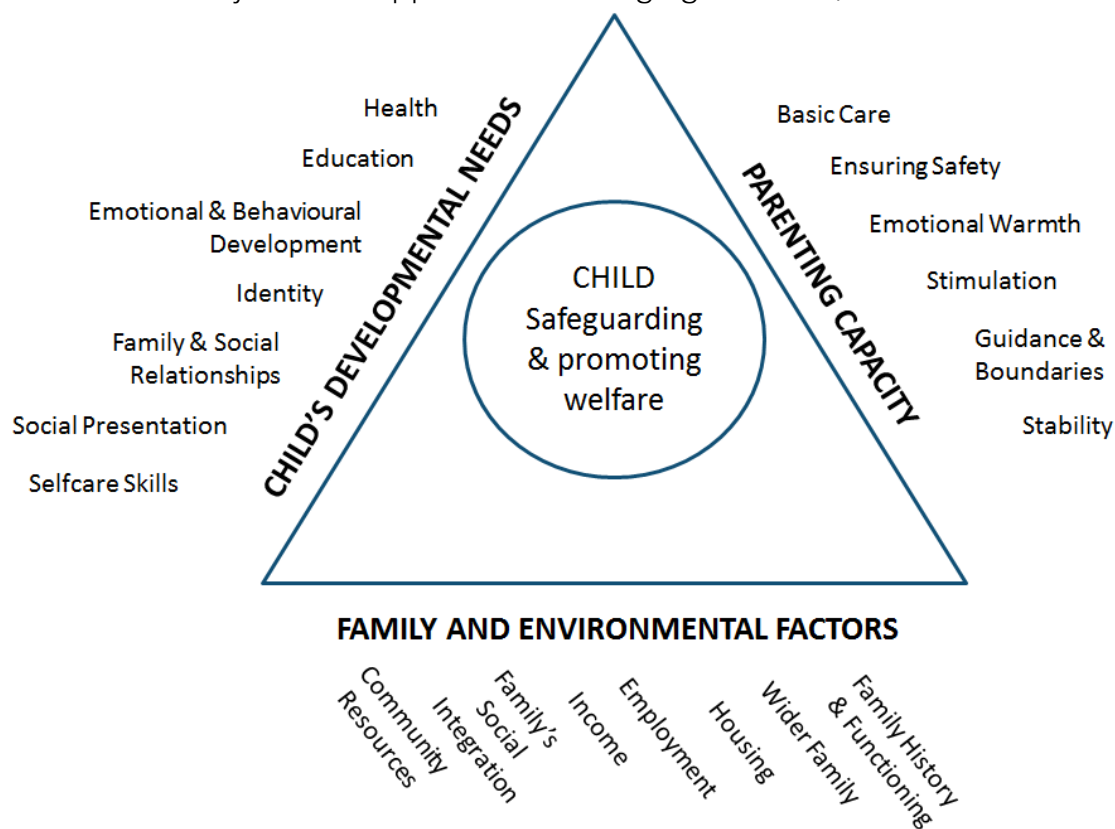 Health
Education
Emotional & Behavioural
Development
Identity
Family & Social
Relationships
Social Presentation
Selfcare Skills
CHILD'S DEVELOPMENTAL NEEDS
CHILD
Safeguarding
& promoting
welfare
PARENTING CAPACITY
Basic Care
Ensuring Safety
Emotional Warmth
Stimulation
Guidance &
Boundaries
Stability
FAMILY AND ENVIRONMENTAL FACTORS
Community
Resources
Family's
Social
Integration
Income
Employment
Housing
Wider Family
Family History
& Functioning